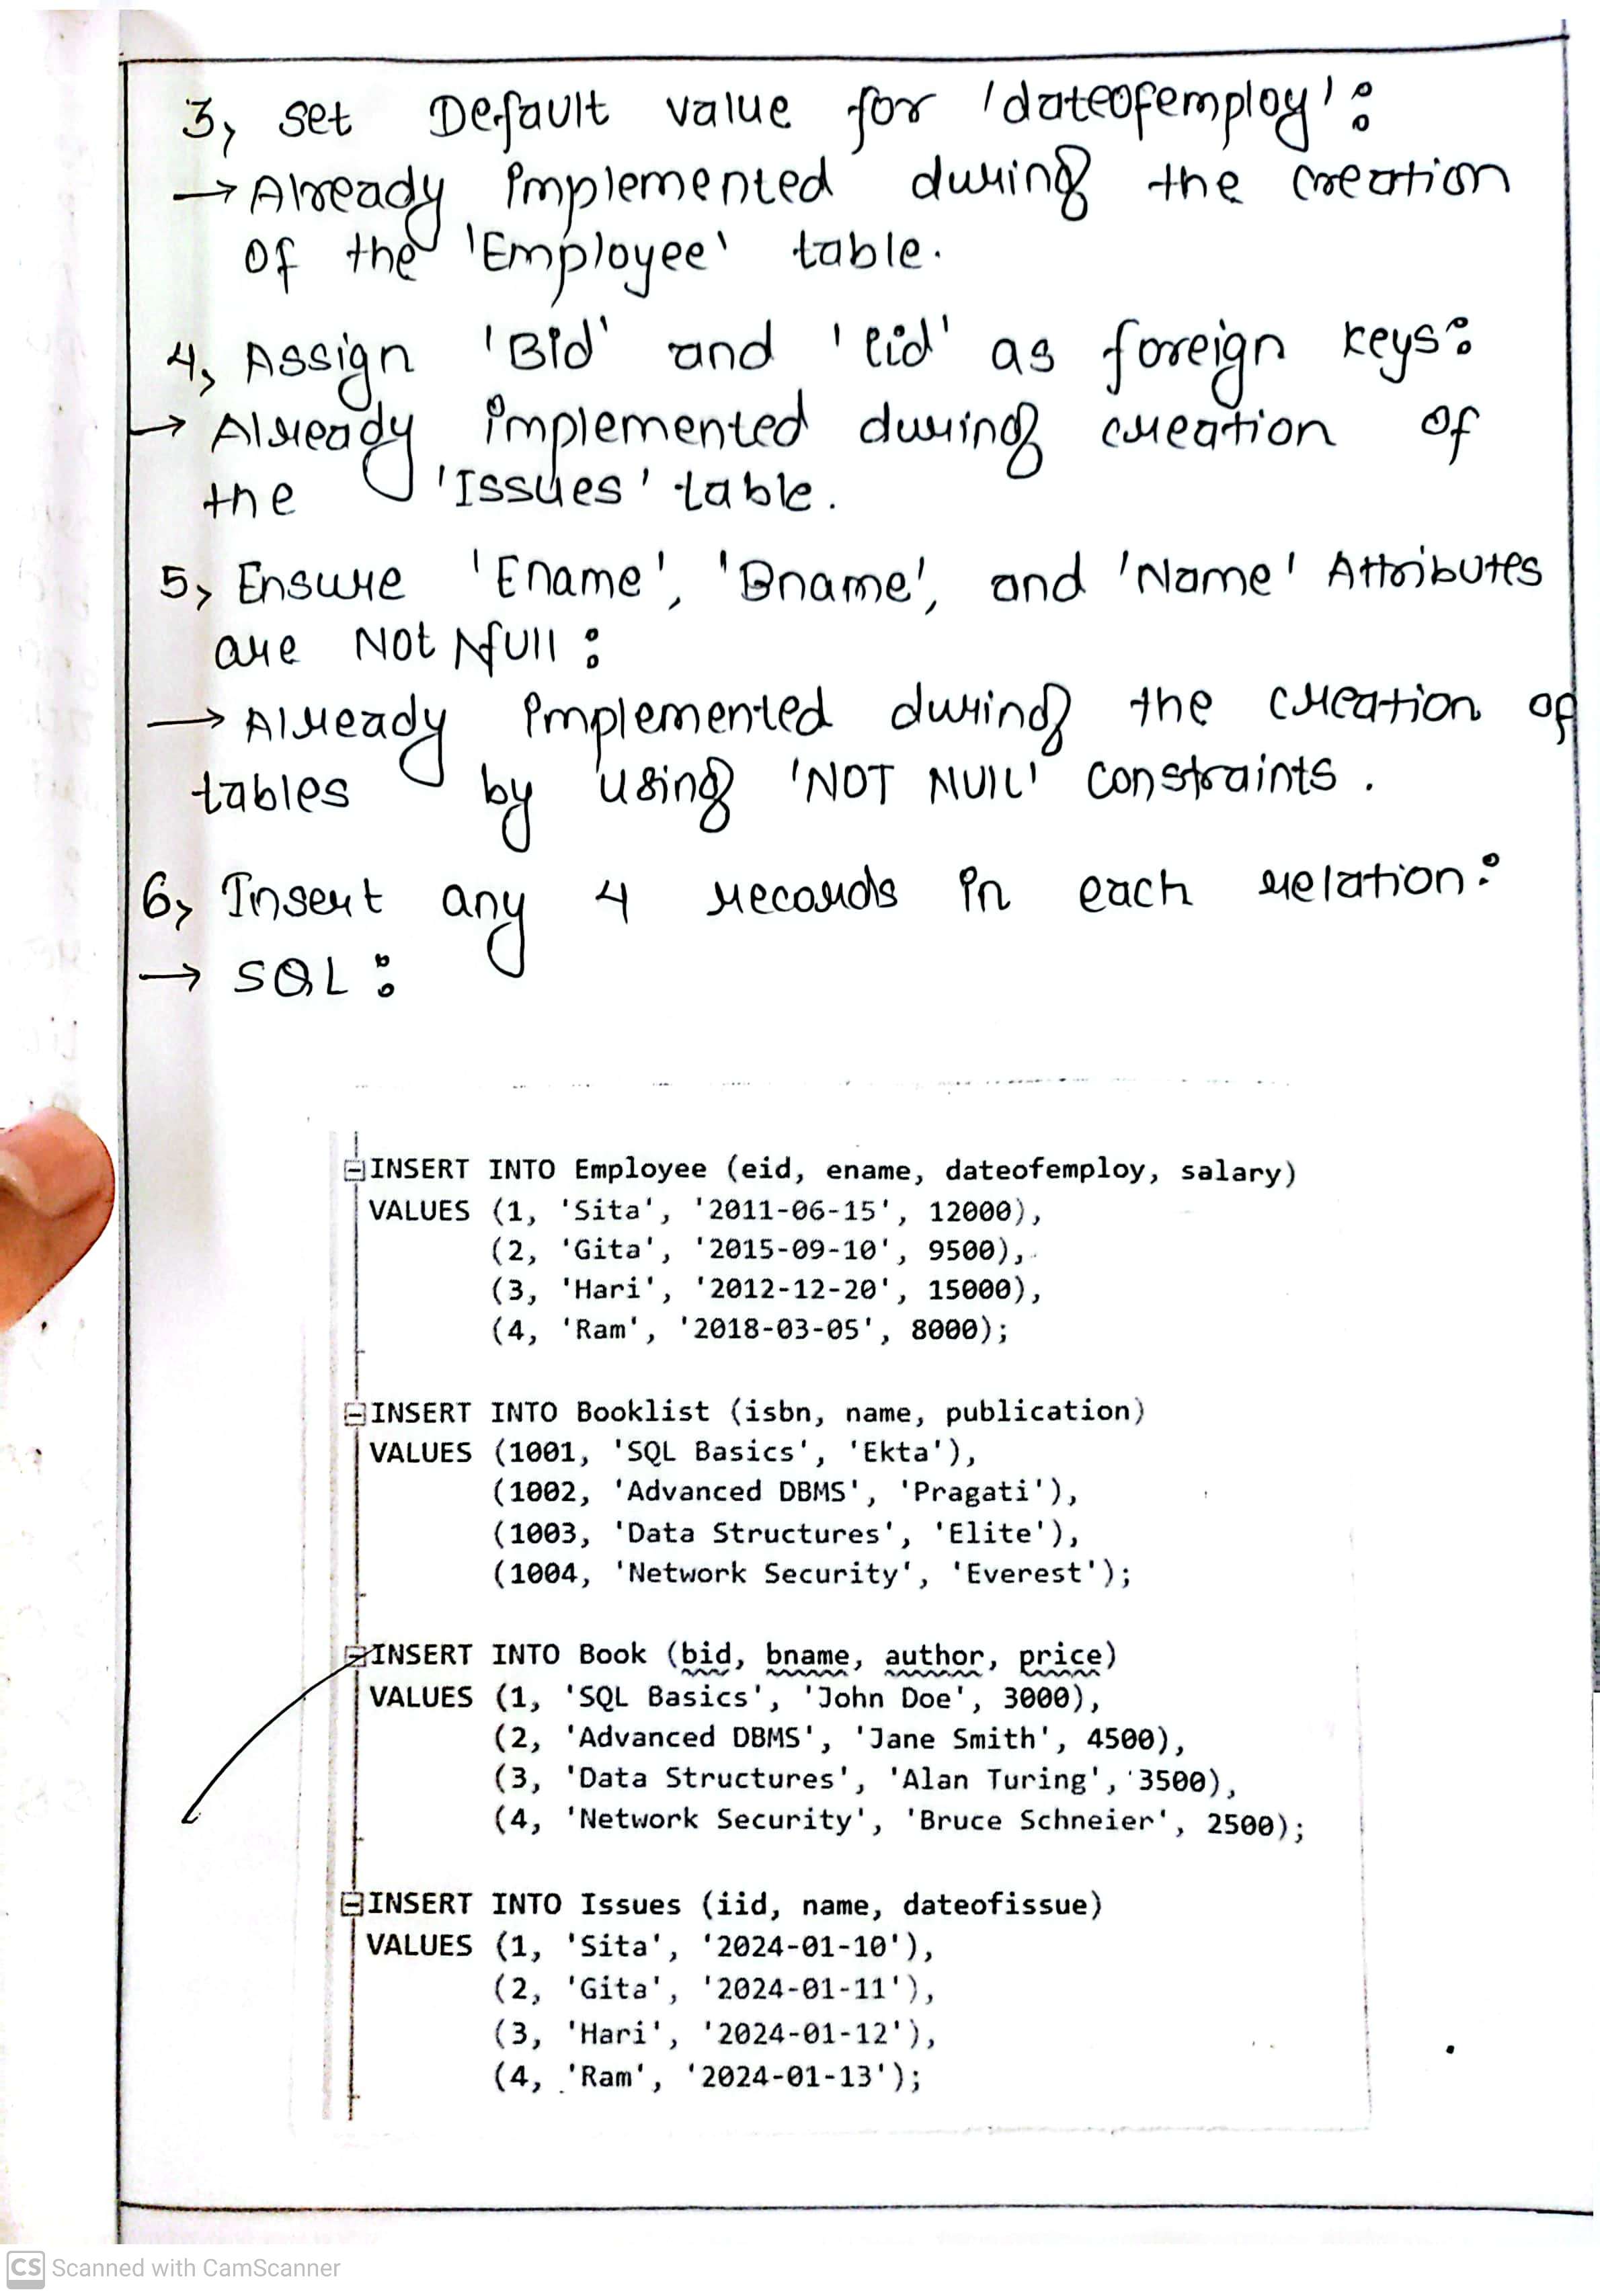 3, set Default value for 'dateofemploy':
→ Already implemented during the creation
of the 'Employee' table.
4, Assign 'Bid' and 'eid' as foreign keys:
→ Already implemented during creation of
the 'Issues' table.
5, Ensure 'Ename', 'Bname', and 'Name' Attributes
are Not Null:
→ Already implemented during the creation of
tables by using 'NOT NUll' constraints.
6, Insert any 4 records in each relation:
→ SQL:
INSERT INTO Employee (eid, ename, dateofemploy, salary)
VALUES (1, 'Sita', '2011-06-15', 12000),
(2, 'Gita', '2015-09-10', 9500),
(3, 'Hari', '2012-12-20', 15000),
(4, 'Ram', '2018-03-05', 8000);
INSERT INTO Booklist (isbn, name, publication)
VALUES (1001, 'SQL Basics', 'Ekta'),
(1002, 'Advanced DBMS', 'Pragati'),
(1003, 'Data Structures', 'Elite'),
(1004, 'Network Security', 'Everest');
INSERT INTO Book (bid, bname, author, price)
VALUES (1, 'SQL Basics', 'John Doe', 3000),
(2, 'Advanced DBMS', 'Jane Smith', 4500),
(3, 'Data Structures', 'Alan Turing', 3500),
(4, 'Network Security', 'Bruce Schneier', 2500);
INSERT INTO Issues (iid, name, dateofissue)
VALUES (1, 'Sita', '2024-01-10'),
(2, 'Gita', '2024-01-11'),
(3, 'Hari', '2024-01-12'),
(4, 'Ram', '2024-01-13');
CS Scanned with CamScanner